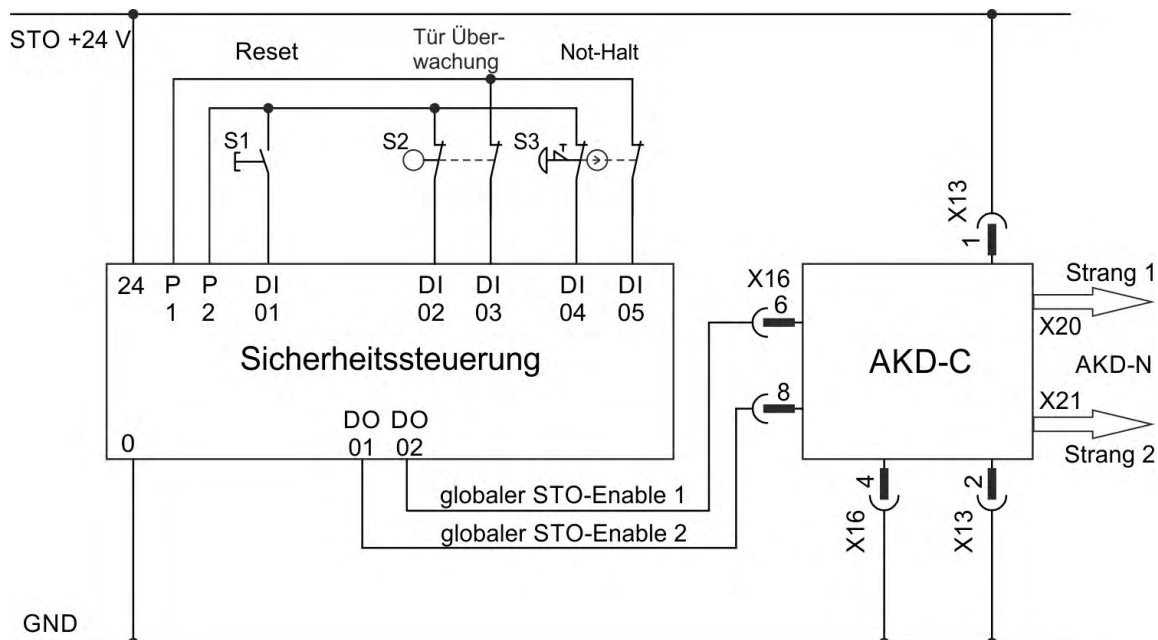 STO +24 V
Reset
Tür Über-
wachung
Not-Halt
S1
S2
S3
X13
1
24 P P DI DI DI DI DI
1 2 01 02 03 04 05
Sicherheitssteuerung
0
DO DO
01 02
X16
6
8
AKD-C
Strang 1
X20
AKD-N
X21
Strang 2
4
X16
2
X13
globaler STO-Enable 1
globaler STO-Enable 2
GND